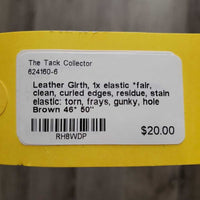 The Tack Collector
624160-6
Leather Girth, 1x elastic *fair,
clean, curled edges, residue, stain
elastic: torn, frays, gunky, hole
Brown 46" 50"
RH8WDP
$20.00